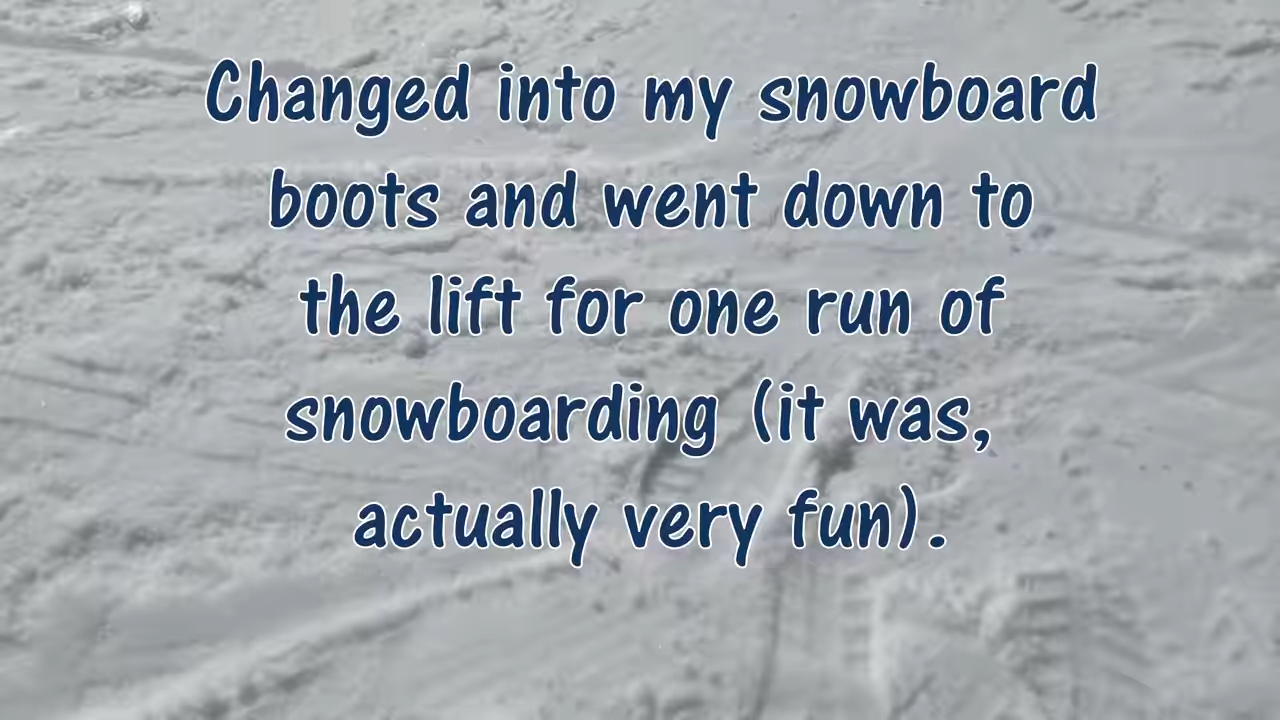 Changed into my snowboard
boots and went down to
the lift for one run of
snowboarding (it was,
actually very fun).